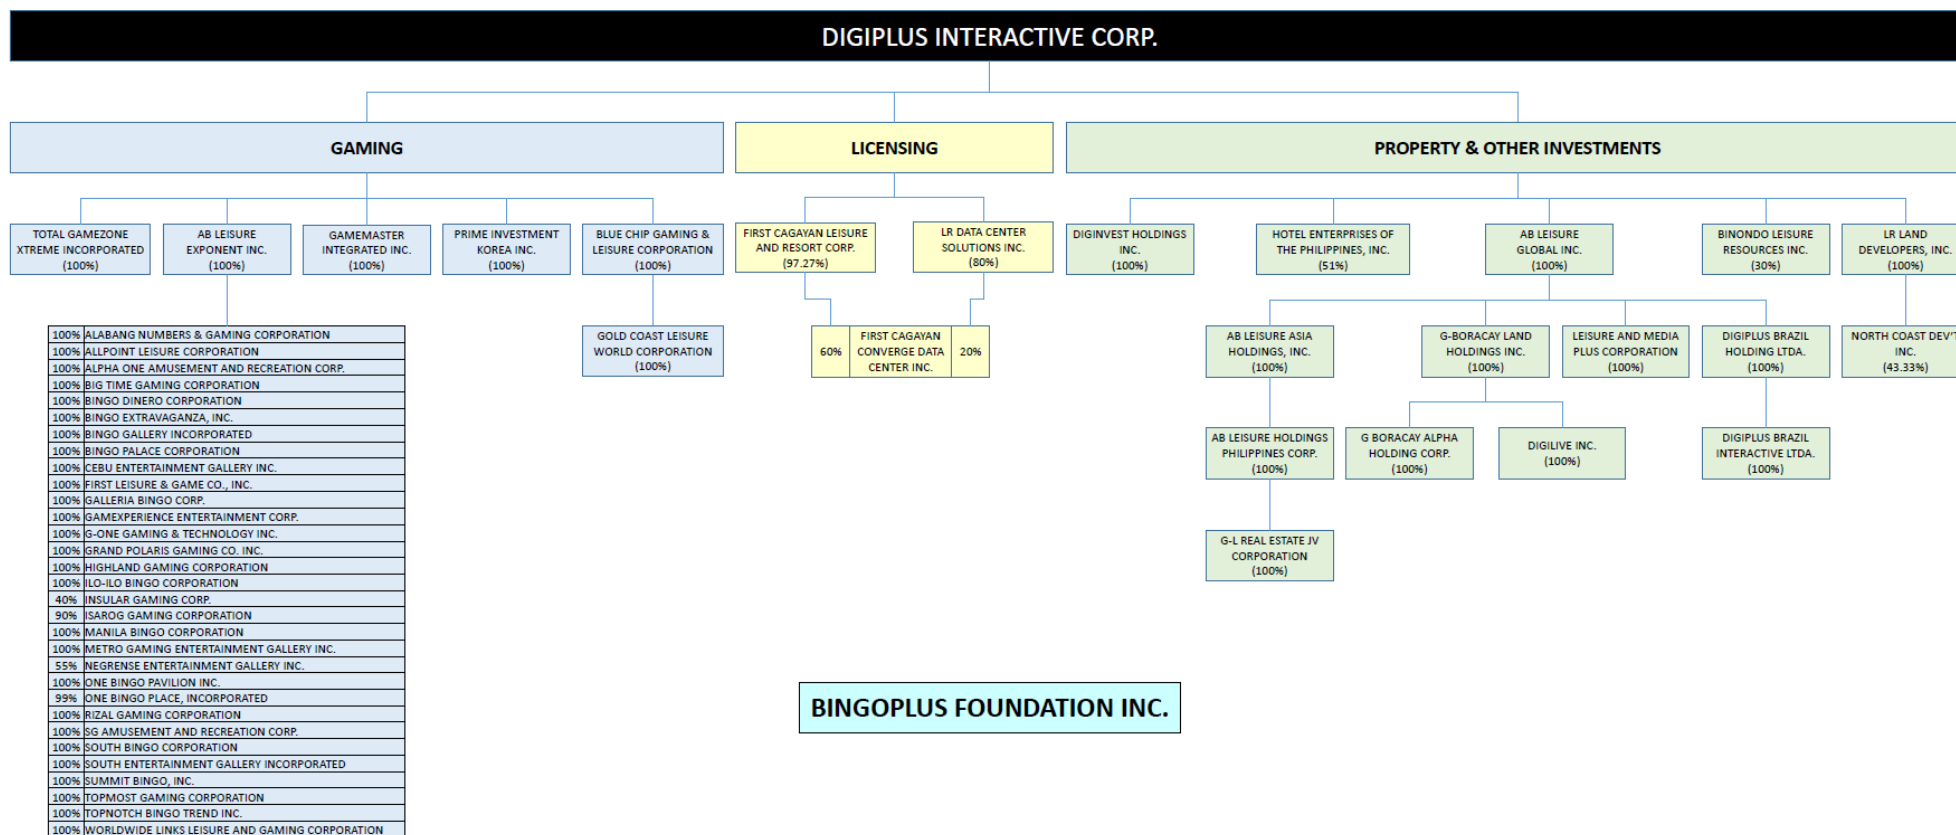 DIGIPLUS INTERACTIVE CORP.
GAMING
LICENSING
PROPERTY & OTHER INVESTMENTS
TOTAL GAMEZONE
XTREME INCORPORATED
(100%)
AB LEISURE
EXPONENT INC.
(100%)
GAMEMASTER
INTEGRATED INC.
(100%)
PRIME INVESTMENT
KOREA INC.
(100%)
BLUE CHIP GAMING &
LEISURE CORPORATION
(100%)
FIRST CAGAYAN LEISURE
AND RESORT CORP.
(97.27%)
LR DATA CENTER
SOLUTIONS INC.
(80%)
DIGINVEST HOLDINGS
INC.
(100%)
HOTEL ENTERPRISES OF
THE PHILIPPINES, INC.
(51%)
AB LEISURE
GLOBAL INC.
(100%)
BINONDO LEISURE
RESOURCES INC.
(30%)
LR LAND
DEVELOPERS, INC.
(100%)
100% ALABANG NUMBERS & GAMING CORPORATION
100% ALLPOINT LEISURE CORPORATION
100% ALPHA ONE AMUSEMENT AND RECREATION CORP.
100% BIG TIME GAMING CORPORATION
100% BINGO DINERO CORPORATION
100% BINGO EXTRAVAGANZA, INC.
100% BINGO GALLERY INCORPORATED
100% BINGO PALACE CORPORATION
100% CEBU ENTERTAINMENT GALLERY INC.
100% FIRST LEISURE & GAME CO., INC.
100% GALLERIA BINGO CORP.
100% GAMEXPERIENCE ENTERTAINMENT CORP.
100% G-ONE GAMING & TECHNOLOGY INC.
100% GRAND POLARIS GAMING CO. INC.
100% HIGHLAND GAMING CORPORATION
100% ILO-ILO BINGO CORPORATION
40% INSULAR GAMING CORP.
90% ISAROG GAMING CORPORATION
100% MANILA BINGO CORPORATION
100% METRO GAMING ENTERTAINMENT GALLERY INC.
55% NEGRENSE ENTERTAINMENT GALLERY INC.
100% ONE BINGO PAVILION INC.
99% ONE BINGO PLACE, INCORPORATED
100% RIZAL GAMING CORPORATION
100% SG AMUSEMENT AND RECREATION CORP.
100% SOUTH BINGO CORPORATION
100% SOUTH ENTERTAINMENT GALLERY INCORPORATED
100% SUMMIT BINGO, INC.
100% TOPMOST GAMING CORPORATION
100% TOPNOTCH BINGO TREND INC.
100% WORLDWIDE LINKS LEISURE AND GAMING CORPORATION
GOLD COAST LEISURE
WORLD CORPORATION
(100%)
60%
FIRST CAGAYAN
CONVERGE DATA
CENTER INC.
20%
AB LEISURE ASIA
HOLDINGS, INC.
(100%)
G-BORACAY LAND
HOLDINGS INC.
(100%)
LEISURE AND MEDIA
PLUS CORPORATION
(100%)
DIGIPLUS BRAZIL
HOLDING LTDA.
(100%)
NORTH COAST DEV'T
INC.
(43.33%)
AB LEISURE HOLDINGS
PHILIPPINES CORP.
(100%)
G BORACAY ALPHA
HOLDING CORP.
(100%)
DIGILIVE INC.
(100%)
DIGIPLUS BRAZIL
INTERACTIVE LTDA.
(100%)
G-L REAL ESTATE JV
CORPORATION
(100%)
BINGOPLUS FOUNDATION INC.